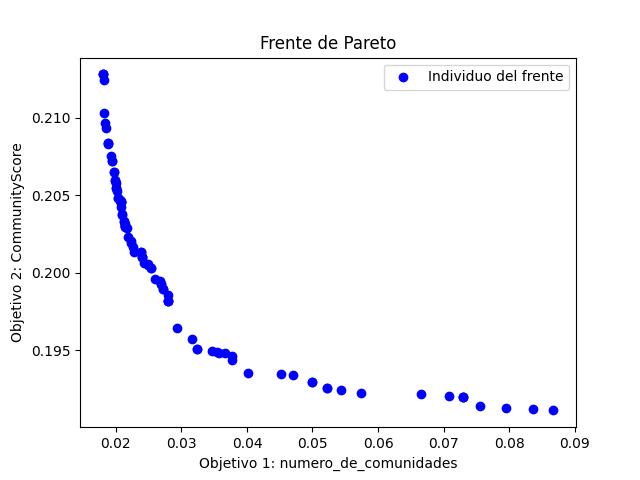 Frente de Pareto
Individuo del frente
0.210
0.205
0.200
0.195
Objetivo 2: CommunityScore
0.02 0.03 0.04 0.05 0.06 0.07 0.08 0.09
Objetivo 1: numero_de_comunidades